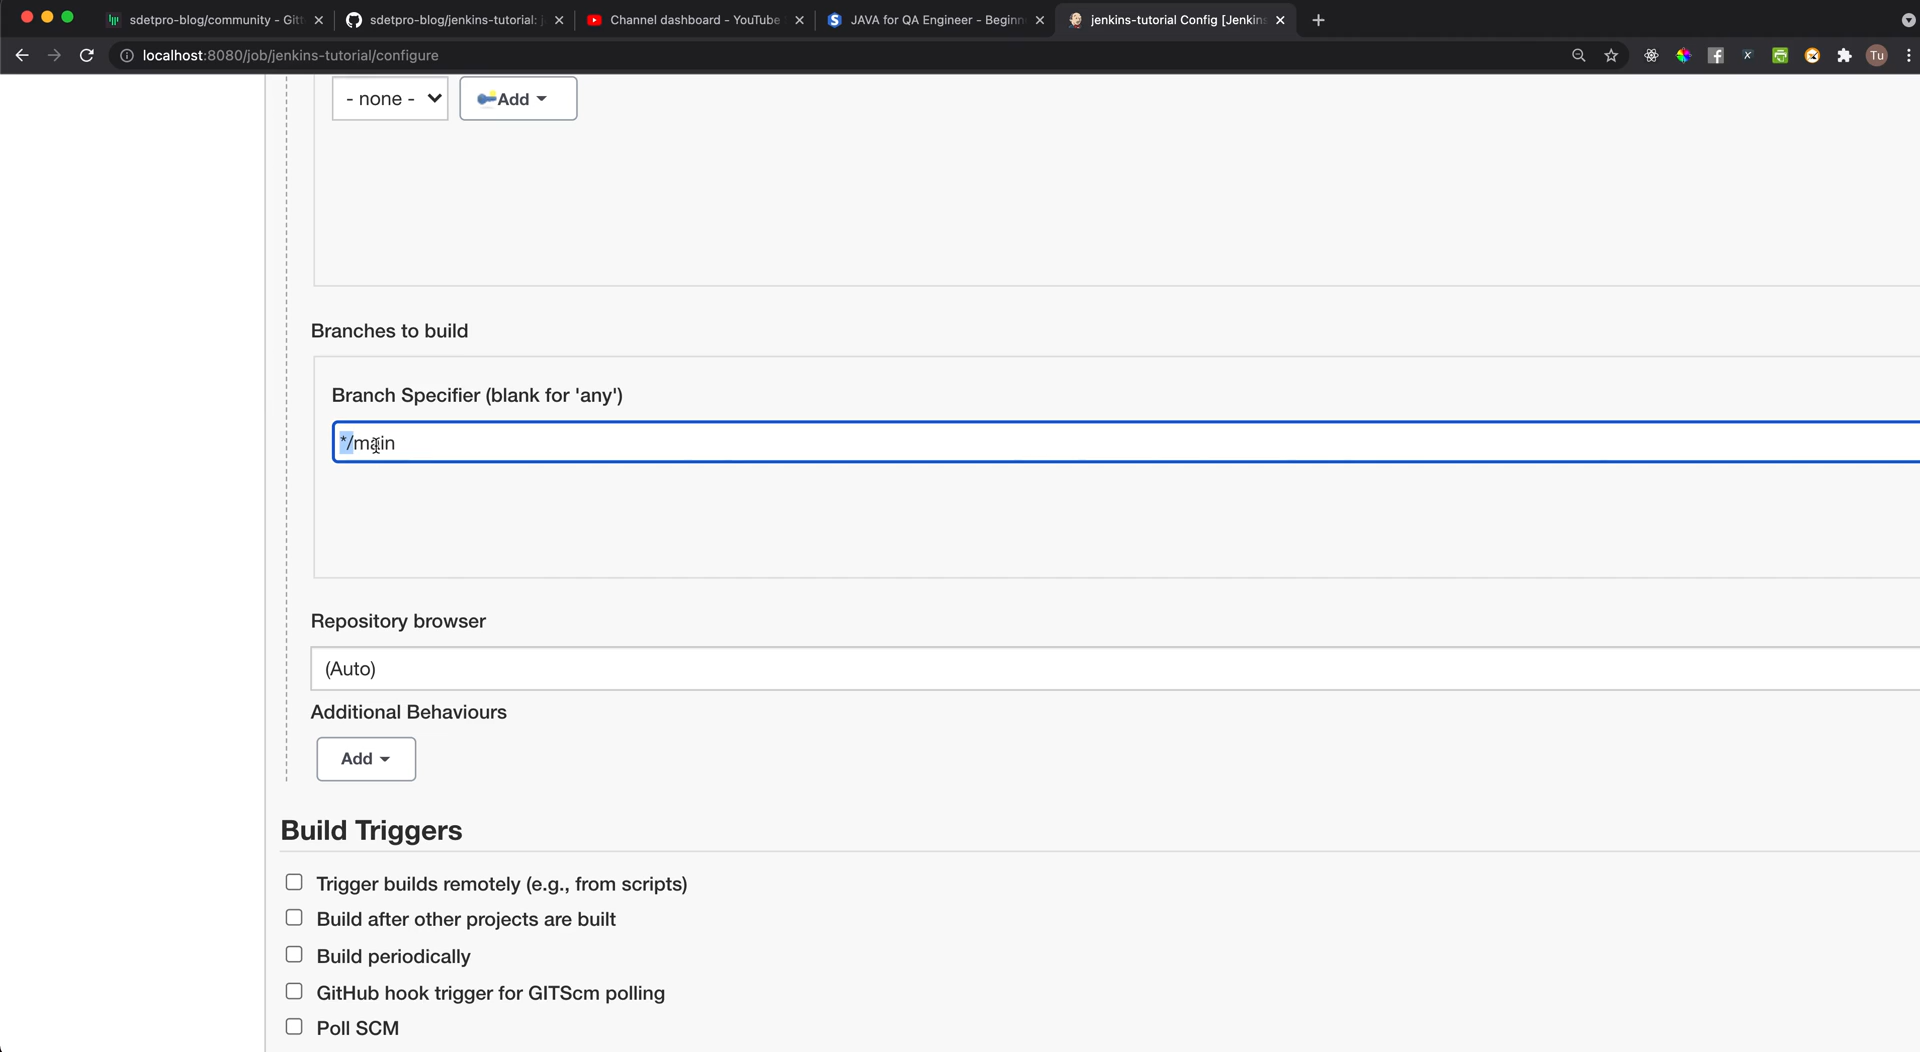 sdetpro-blog/community - Gitt
sdetpro-blog/jenkins-tutorial:
Channel dashboard - YouTube
JAVA for QA Engineer - Beginn
jenkins-tutorial Config [Jenkins
localhost:8080/job/jenkins-tutorial/configure
Tu
- none -
Add
Branches to build
Branch Specifier (blank for 'any')
*/main
Repository browser
(Auto)
Additional Behaviours
Add
Build Triggers
Trigger builds remotely (e.g., from scripts)
Build after other projects are built
Build periodically
GitHub hook trigger for GITScm polling
Poll SCM